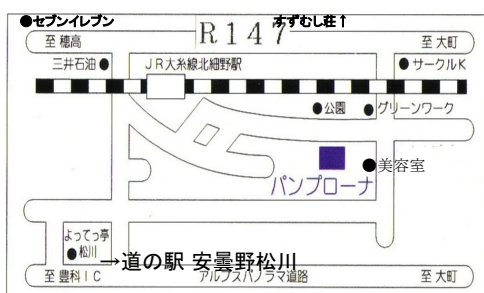 ●セブンイレブン
すずむし荘↑
R147
至 穂高
至 大町
三井石油●
JR大糸線北細野駅
●サークルK
●公園
●グリーンワーク
●美容室
パンプローナ
よってっ亭
●松川
→道の駅 安曇野松川
至 豊科IC
アルプスパノラマ道路
至 大町